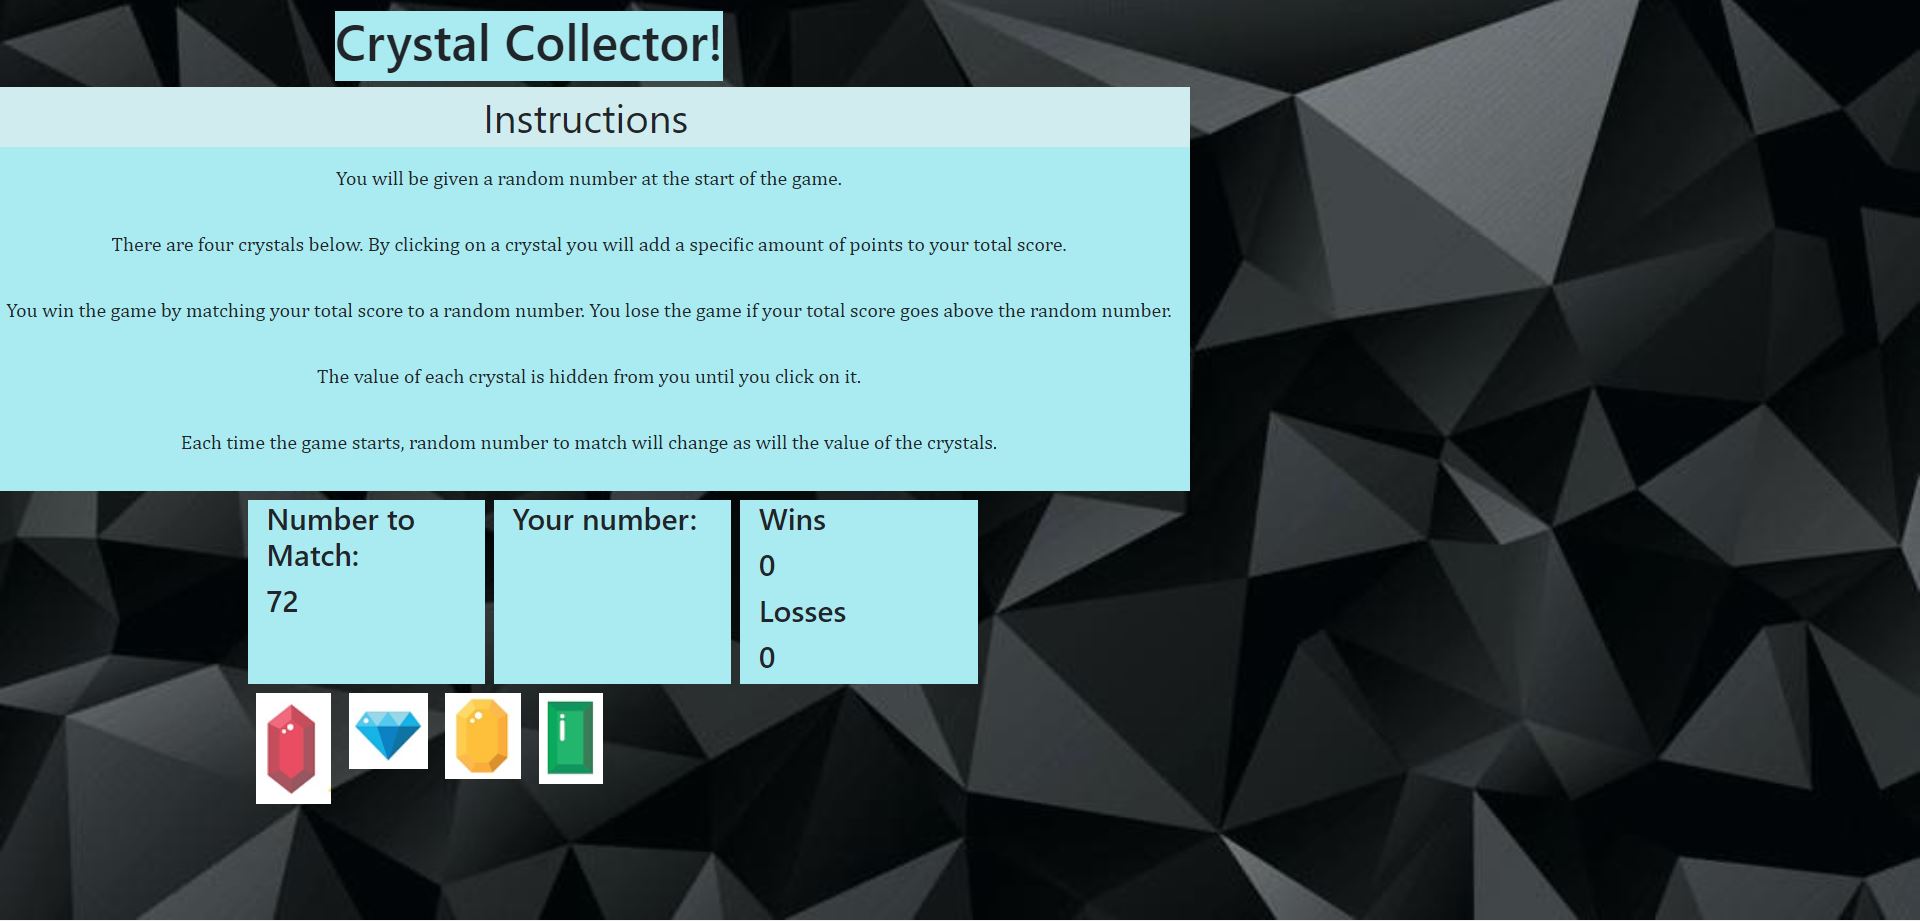 Crystal Collector!
Instructions
You will be given a random number at the start of the game.
There are four crystals below. By clicking on a crystal you will add a specific amount of points to your total score.
You win the game by matching your total score to a random number. You lose the game if your total score goes above the random number.
The value of each crystal is hidden from you until you click on it.
Each time the game starts, random number to match will change as will the value of the crystals.
Number to
Match:
72
Your number:
Wins
0
Losses
0